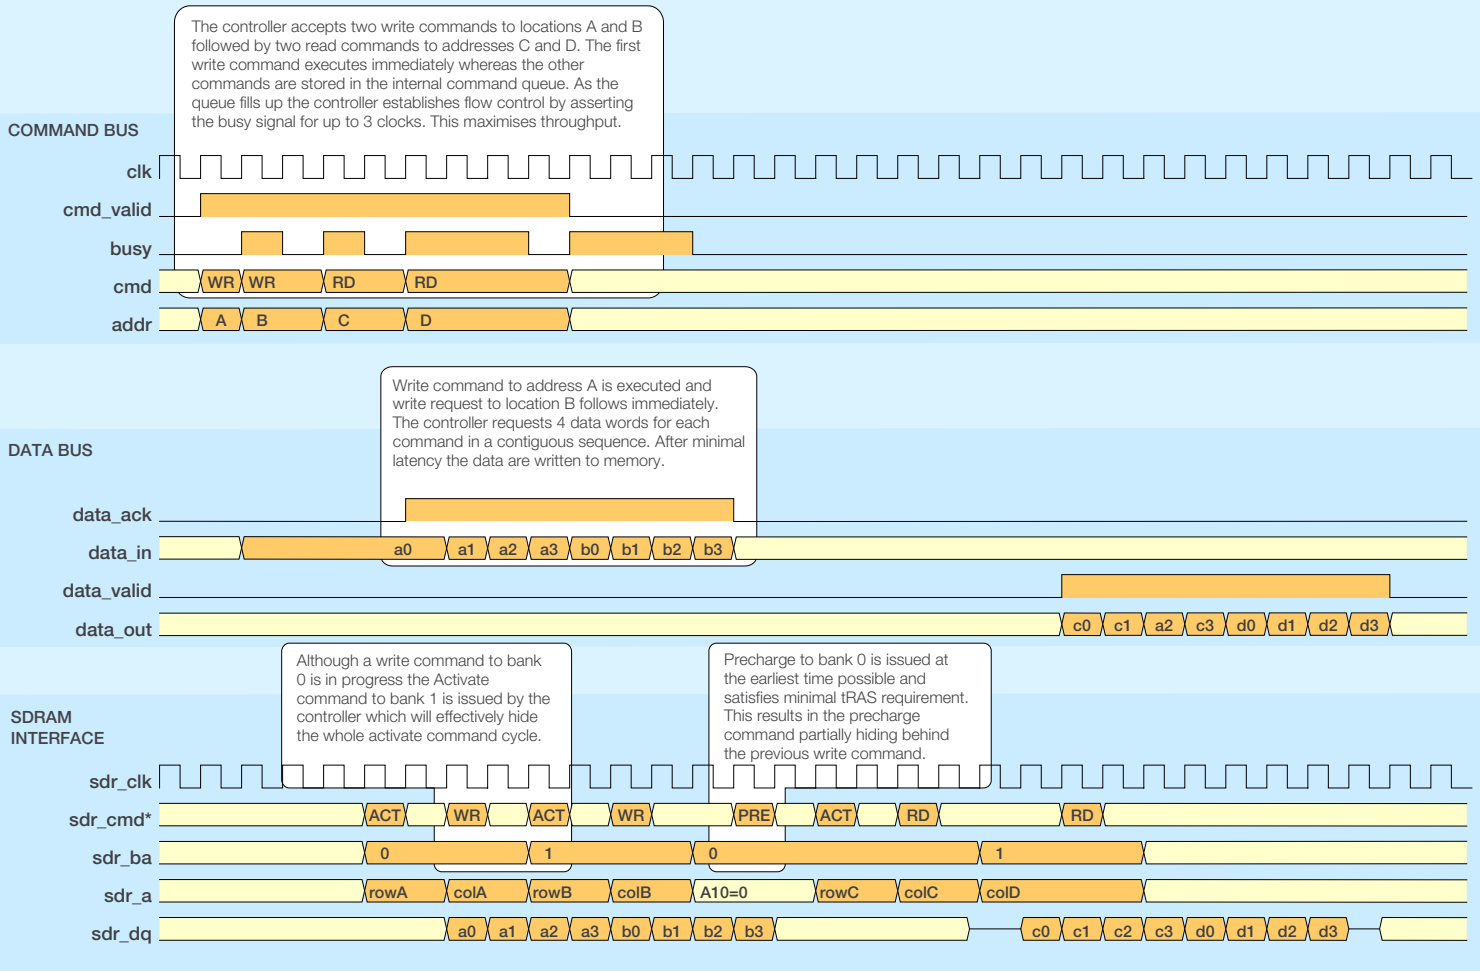 The controller accepts two write commands to locations A and B
followed by two read commands to addresses C and D. The first
write command executes immediately whereas the other
commands are stored in the internal command queue. As the
queue fills up the controller establishes flow control by asserting
the busy signal for up to 3 clocks. This maximises throughput.
COMMAND BUS
clk
cmd_valid
busy
cmd WR WR RD RD
addr A B C D
Write command to address A is executed and
write request to location B follows immediately.
The controller requests 4 data words for each
command in a contiguous sequence. After minimal
latency the data are written to memory.
DATA BUS
data_ack
data_in a0 a1 a2 a3 b0 b1 b2 b3
data_valid
data_out c0 c1 a2 c3 d0 d1 d2 d3
Although a write command to bank
0 is in progress the Activate
command to bank 1 is issued by the
controller which will effectively hide
the whole activate command cycle.
Precharge to bank 0 is issued at
the earliest time possible and
satisfies minimal tRAS requirement.
This results in the precharge
command partially hiding behind
the previous write command.
SDRAM
INTERFACE
sdr_clk
sdr_cmd* ACT WR ACT WR PRE ACT RD RD
sdr_ba 0 1 0 1
sdr_a rowA colA rowB colB A10=0 rowC colC colD
sdr_dq a0 a1 a2 a3 b0 b1 b2 b3 c0 c1 c2 c3 d0 d1 d2 d3